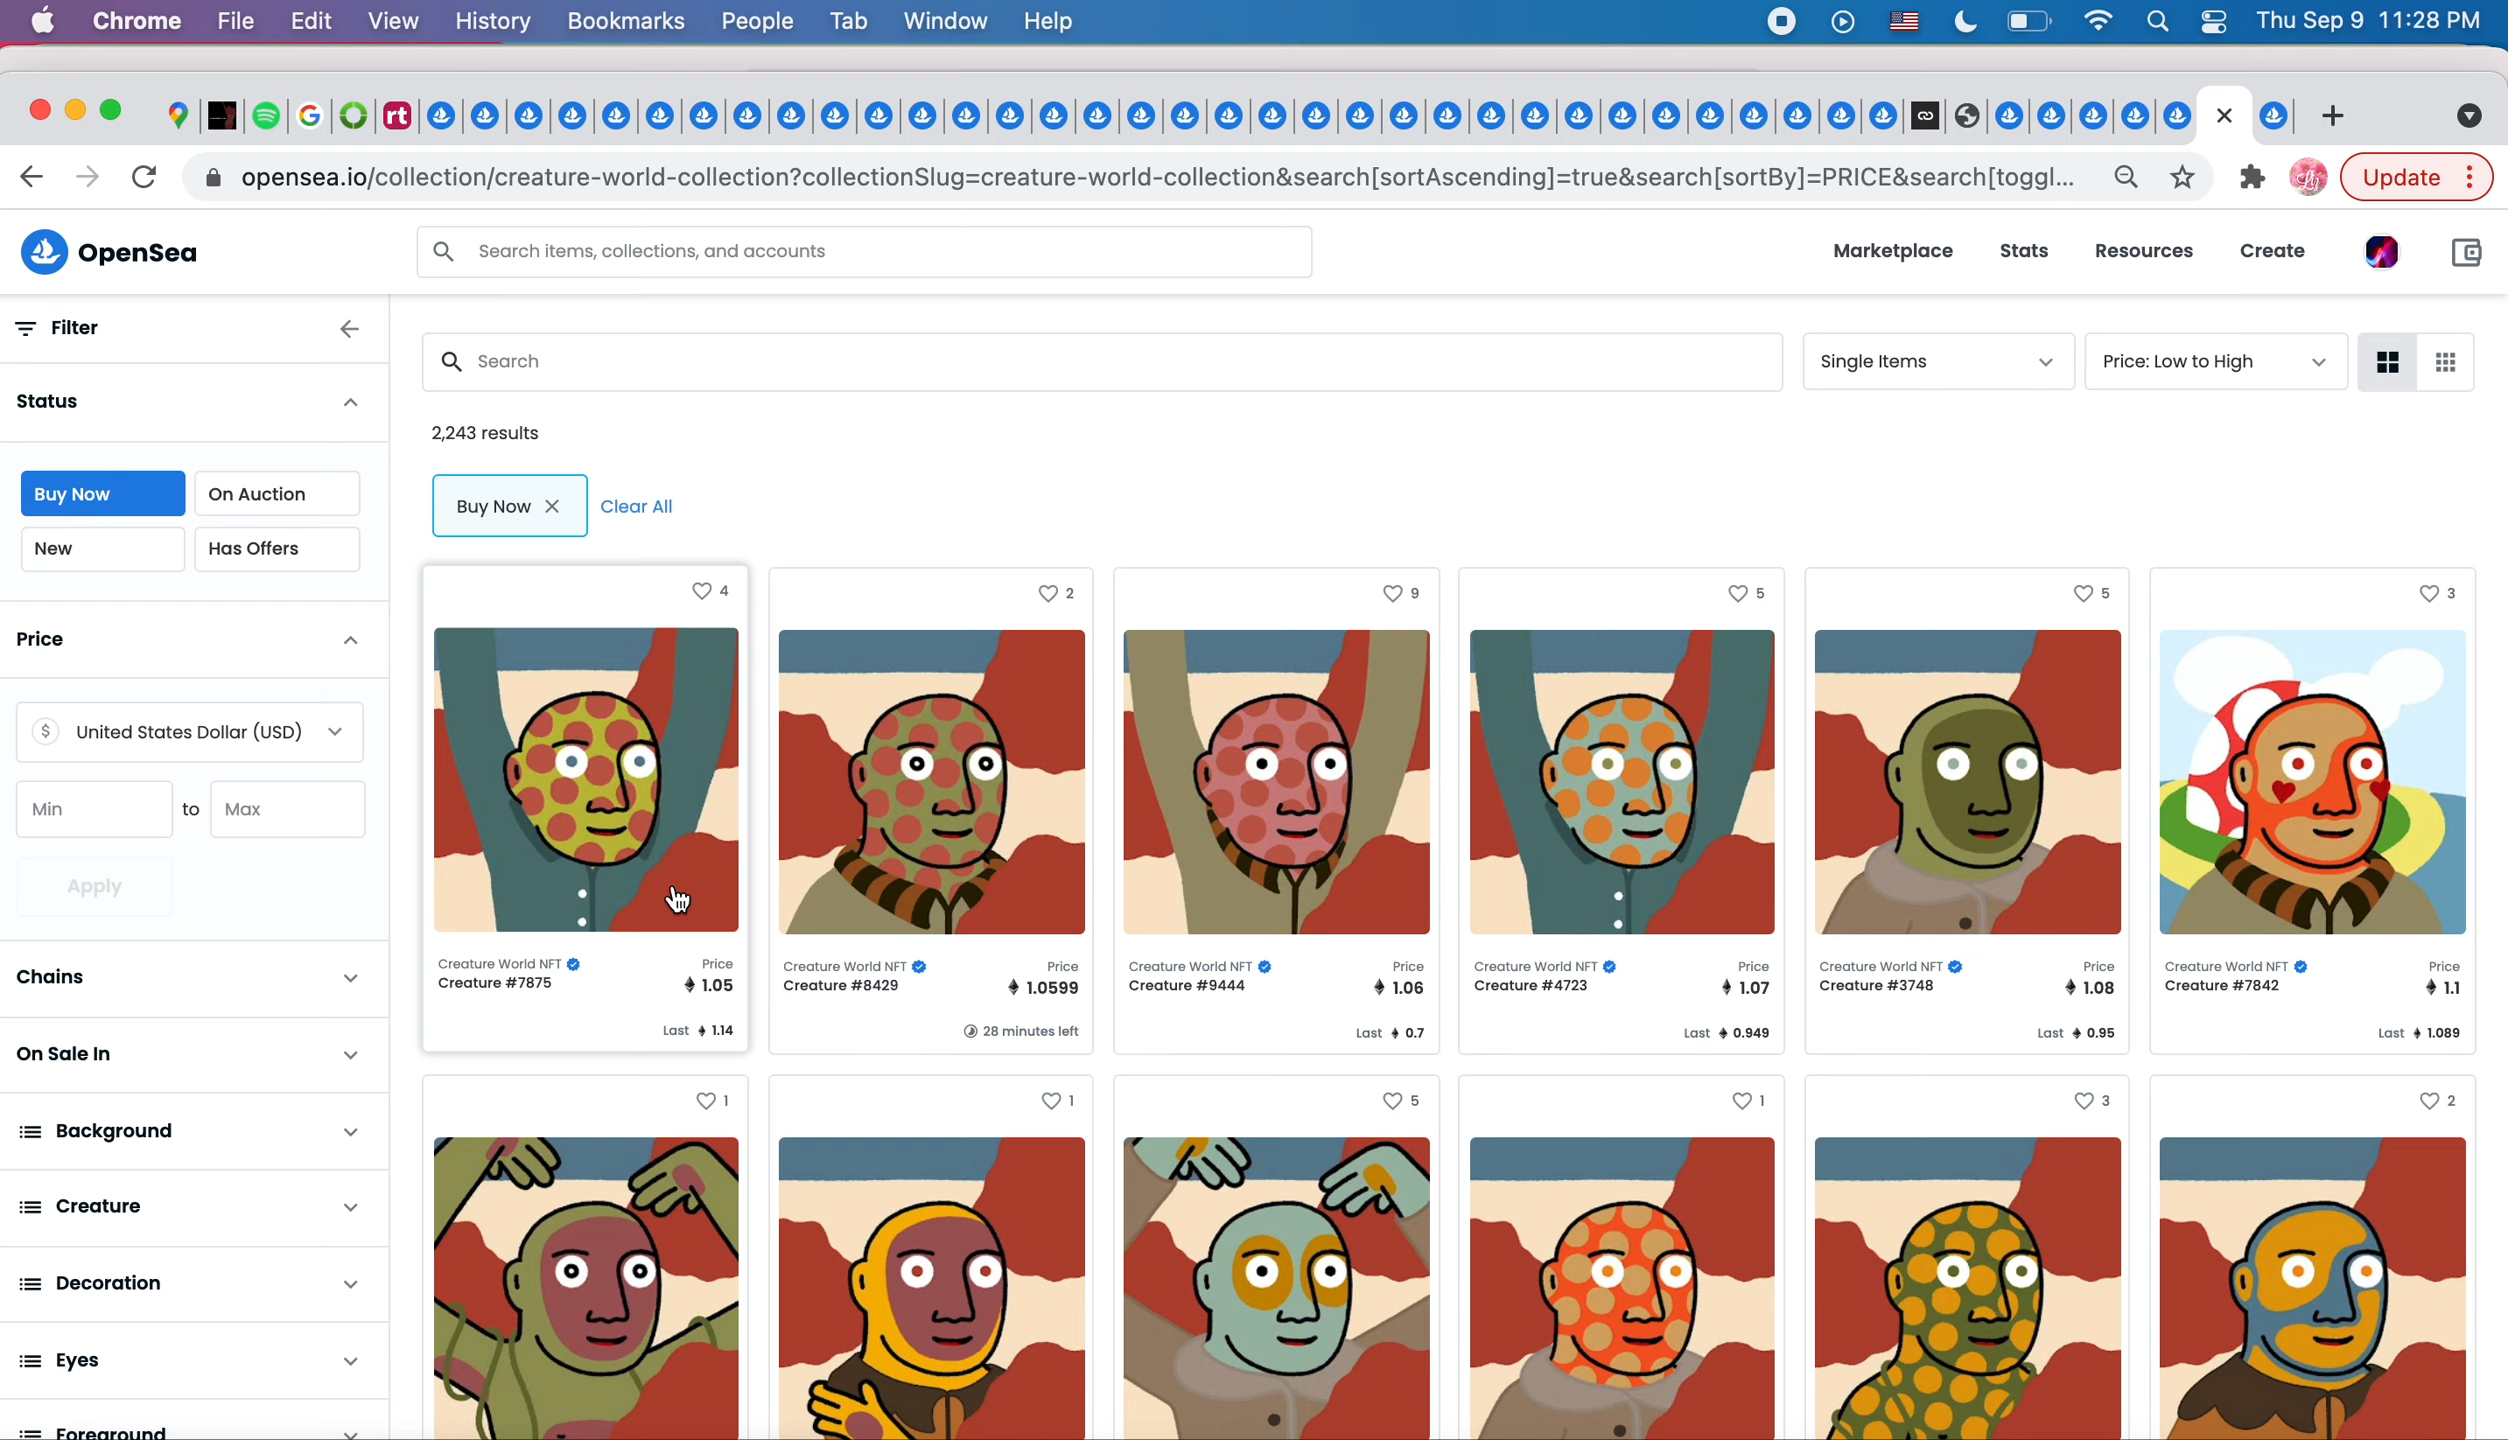 Chrome File Edit View History Bookmarks People Tab Window Help Thu Sep 9 11:28 PM
rt
opensea.io/collection/creature-world-collection?collectionSlug=creature-world-collection&search[sortAscending]=true&search[sortBy]=PRICE&search[toggl... Update
OpenSea Search items, collections, and accounts Marketplace Stats Resources Create
Filter
Search Single Items Price: Low to High
Status
2,243 results
Buy Now On Auction
Buy Now Clear All
New Has Offers
4 2 9 5 5 3
Price
$ United States Dollar (USD)
Min to Max
Apply
Creature World NFT Price Creature World NFT Price Creature World NFT Price Creature World NFT Price Creature World NFT Price Creature World NFT Price
Creature #7875 1.05 Creature #8429 1.0599 Creature #9444 1.06 Creature #4723 1.07 Creature #3748 1.08 Creature #7842 1.1
Last 1.14 28 minutes left Last 0.7 Last 0.949 Last 0.95 Last 1.089
Chains
On Sale In
1 1 5 1 3 2
Background
Creature
Decoration
Eyes
Foreground